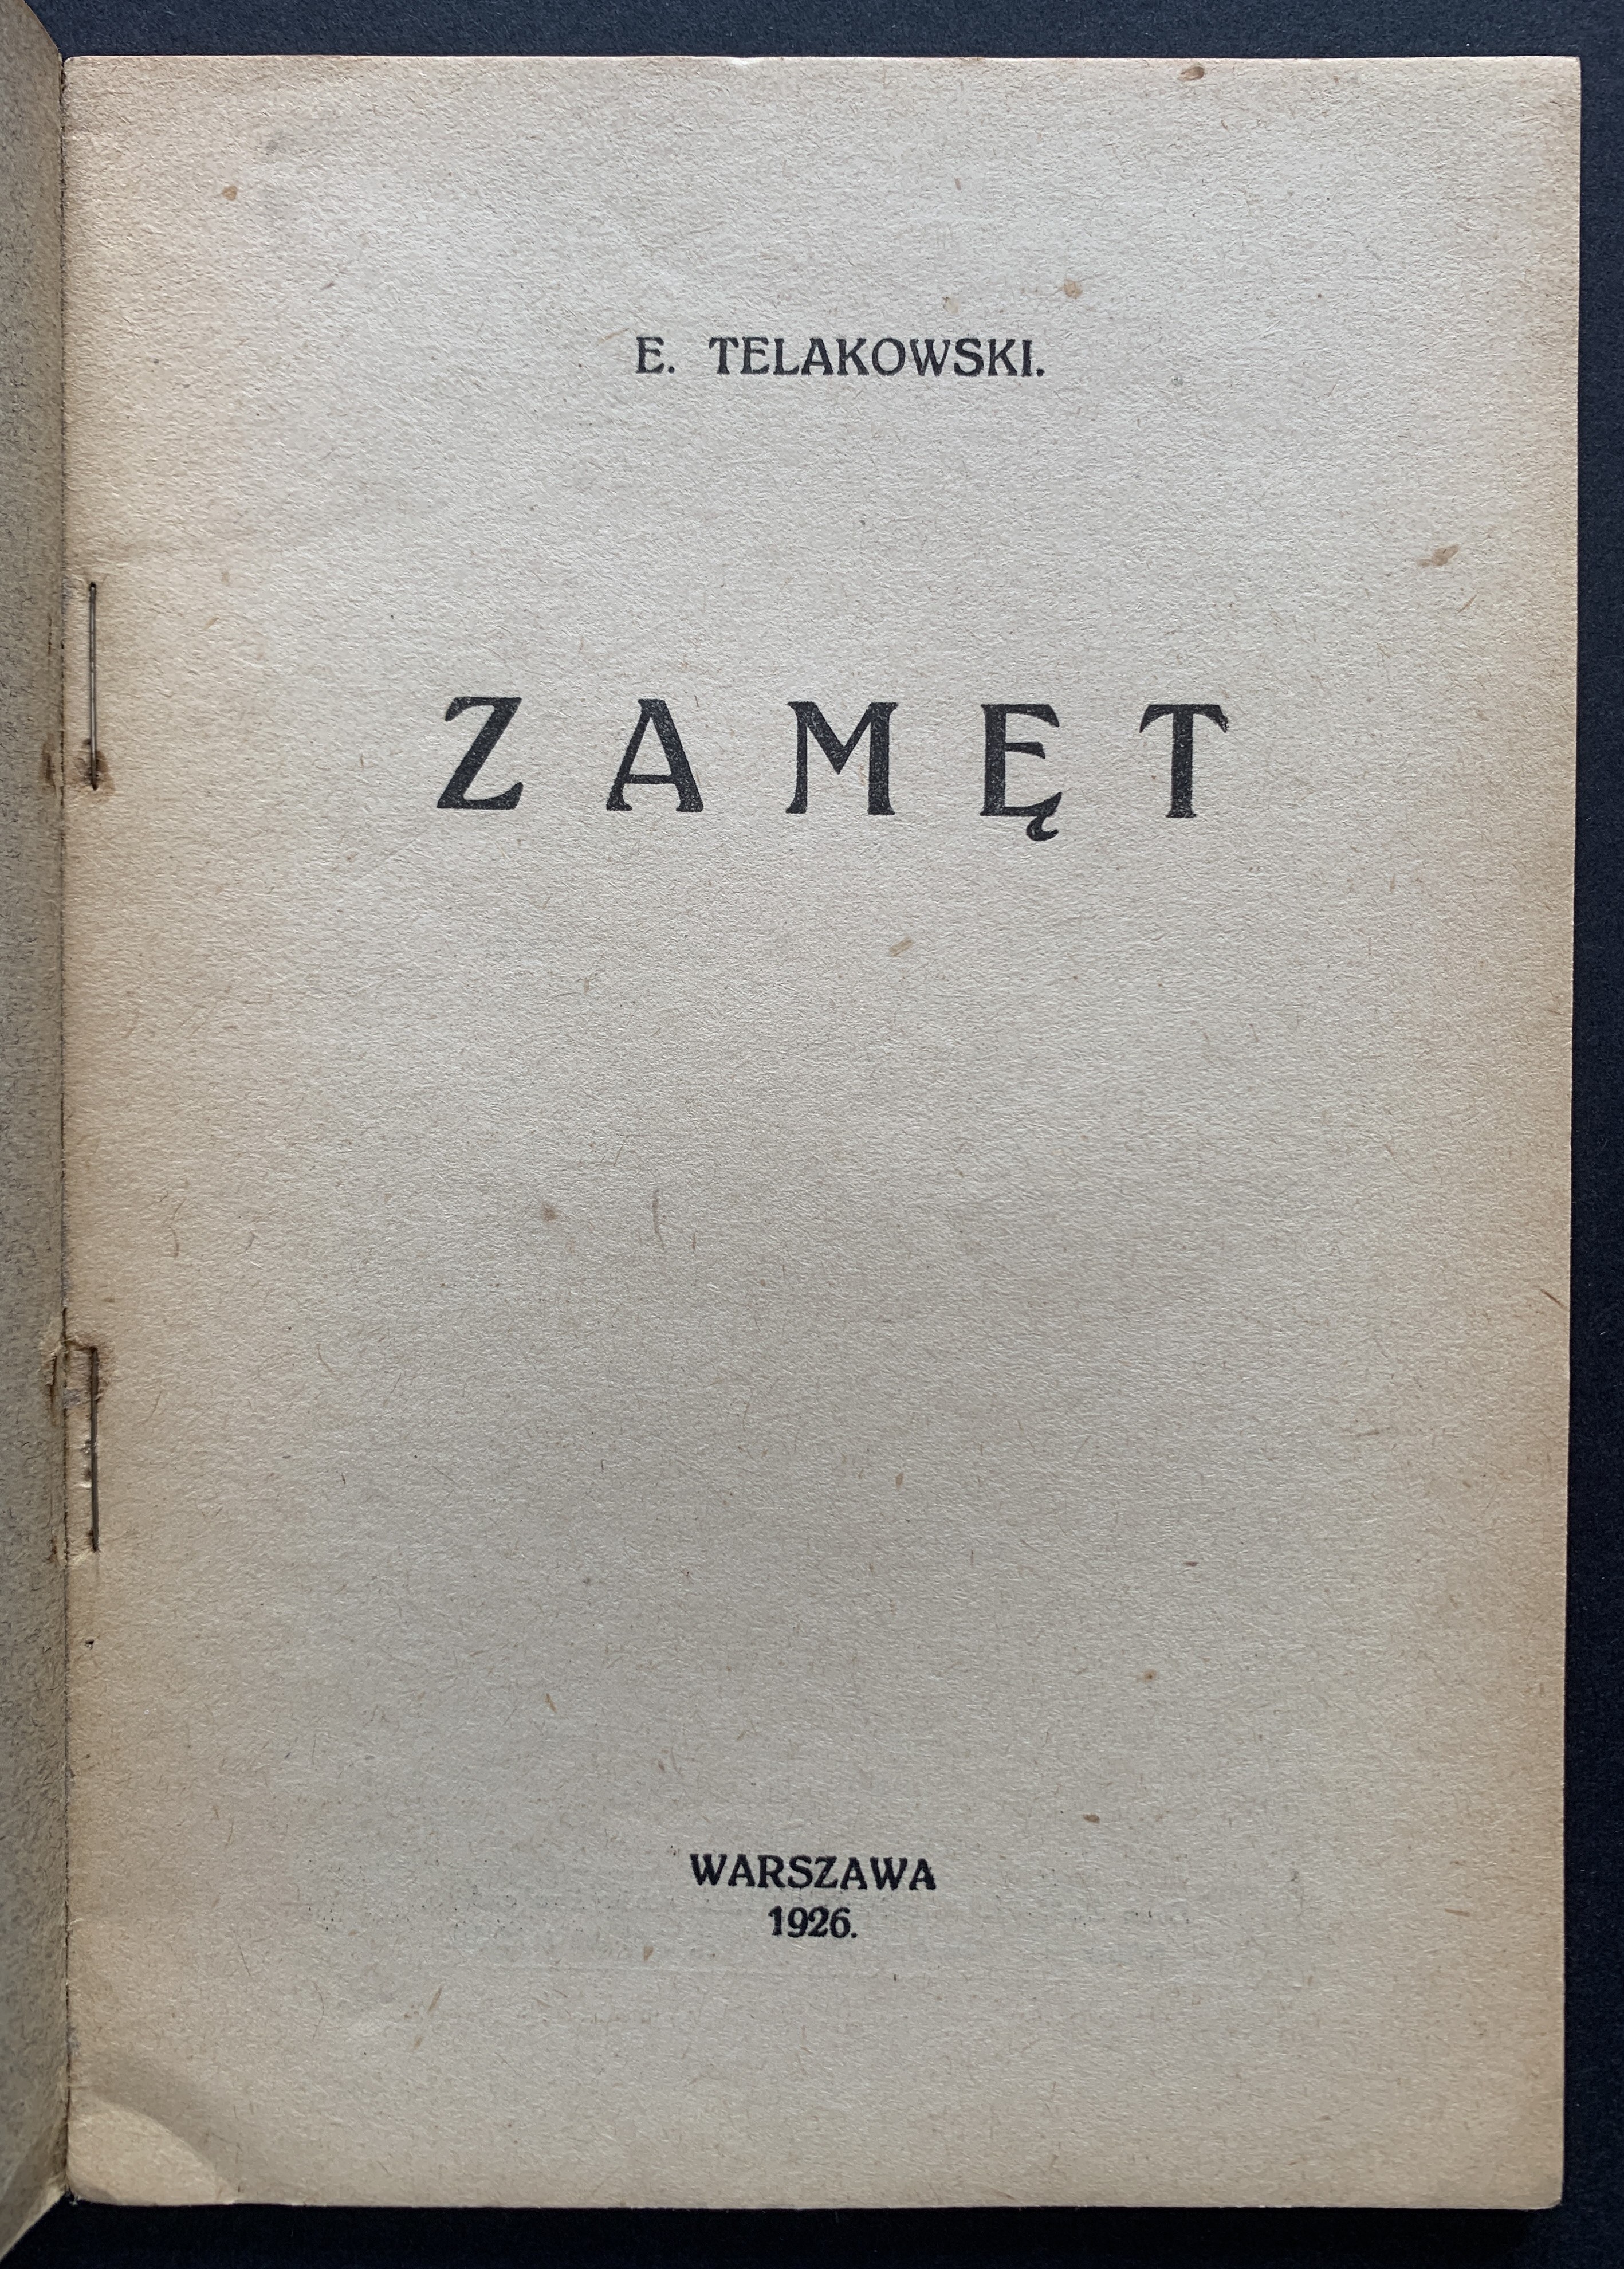 E. TELAKOWSKI.
ZAMĘT
WARSZAWA
1926.